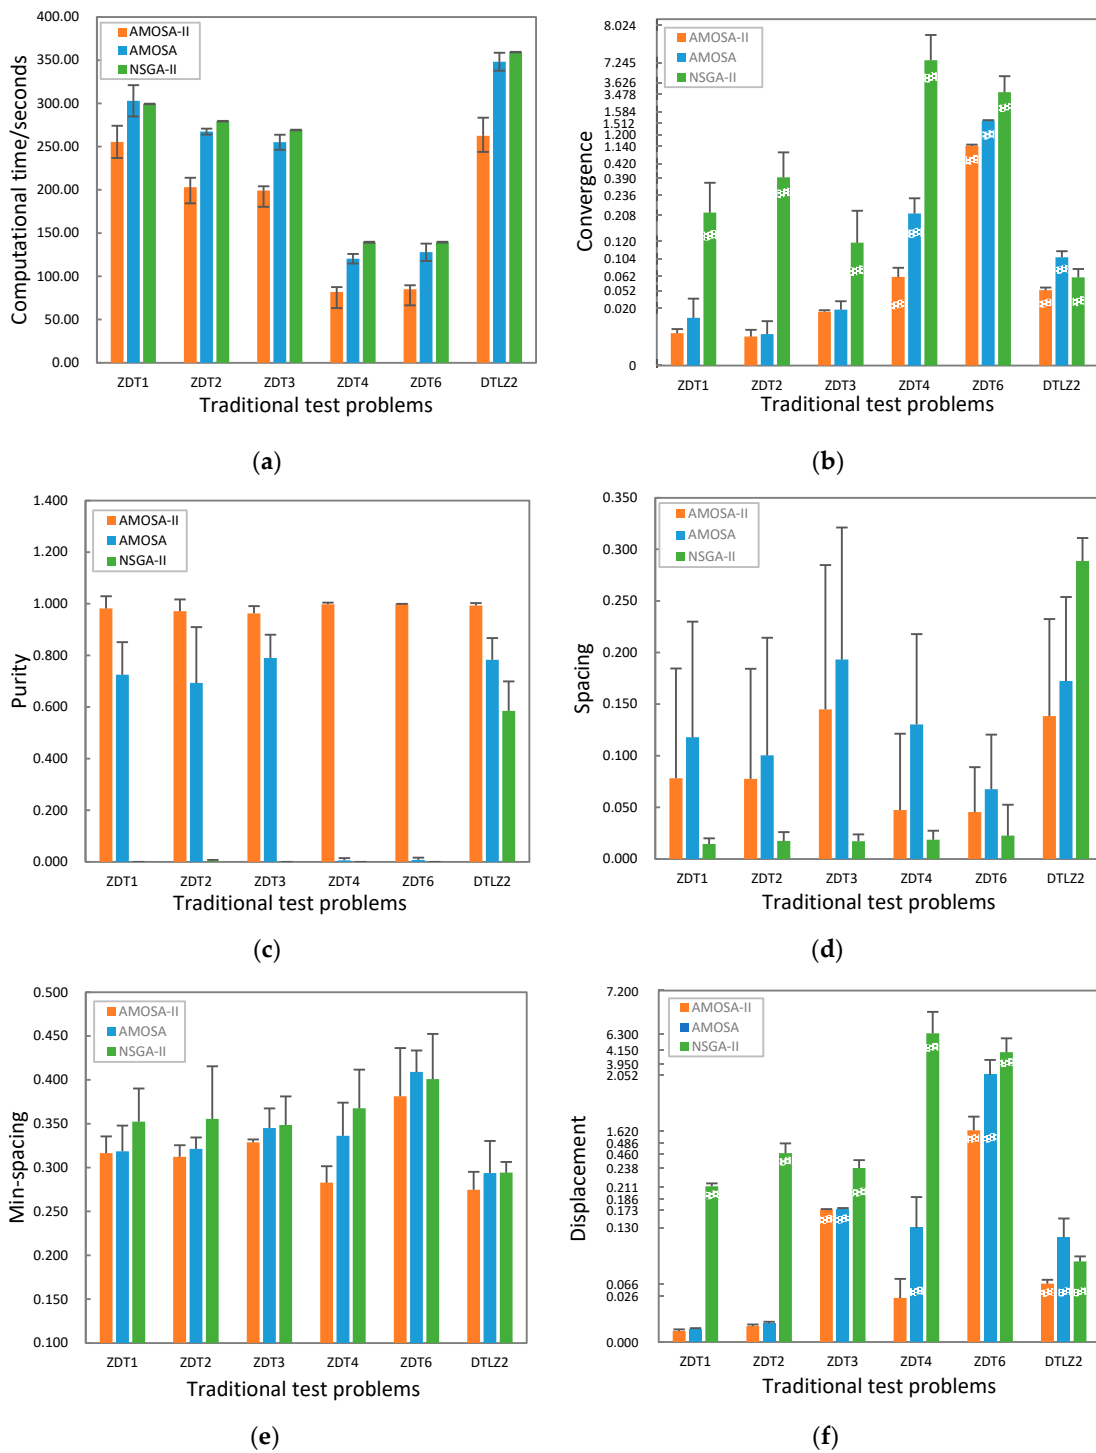 400.00
350.00
300.00
250.00
200.00
150.00
100.00
50.00
0.00
Computational time/seconds
AMOSA-II
AMOSA
NSGA-II
ZDT1 ZDT2 ZDT3 ZDT4 ZDT6 DTLZ2
Traditional test problems
(a)
8.024
7.245
3.626
3.478
1.584
1.512
1.200
1.140
0.420
0.390
0.236
0.208
0.120
0.104
0.062
0.052
0.020
0
Convergence
AMOSA-II
AMOSA
NSGA-II
ZDT1 ZDT2 ZDT3 ZDT4 ZDT6 DTLZ2
Traditional test problems
(b)
1.400
1.200
1.000
0.800
0.600
0.400
0.200
0.000
Purity
AMOSA-II
AMOSA
NSGA-II
ZDT1 ZDT2 ZDT3 ZDT4 ZDT6 DTLZ2
Traditional test problems
(c)
0.350
0.300
0.250
0.200
0.150
0.100
0.050
0.000
Spacing
AMOSA-II
AMOSA
NSGA-II
ZDT1 ZDT2 ZDT3 ZDT4 ZDT6 DTLZ2
Traditional test problems
(d)
0.500
0.450
0.400
0.350
0.300
0.250
0.200
0.150
0.100
Min-spacing
AMOSA-II
AMOSA
NSGA-II
ZDT1 ZDT2 ZDT3 ZDT4 ZDT6 DTLZ2
Traditional test problems
(e)
7.200
6.300
4.150
3.950
2.052
1.620
0.486
0.460
0.238
0.211
0.186
0.173
0.130
0.066
0.026
0.000
Displacement
AMOSA-II
AMOSA
NSGA-II
ZDT1 ZDT2 ZDT3 ZDT4 ZDT6 DTLZ2
Traditional test problems
(f)